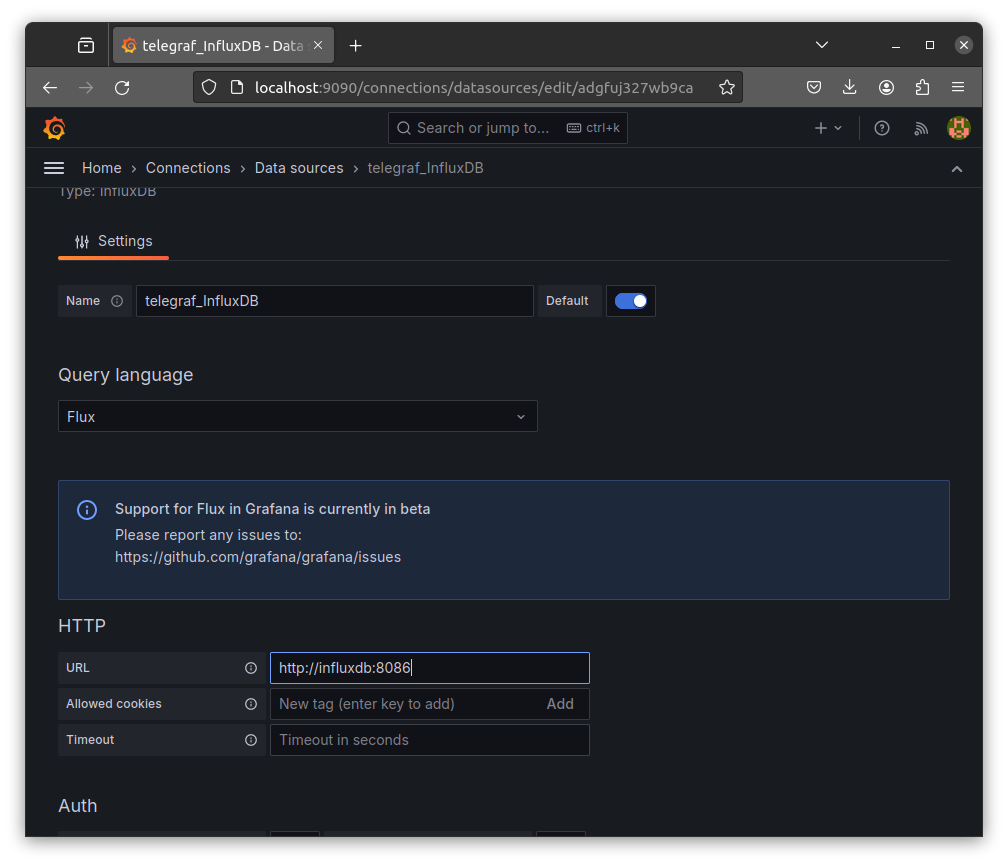 telegraf_InfluxDB - Data
localhost:9090/connections/datasources/edit/adgfuj327wb9ca
Search or jump to... ctrl+k
Home › Connections › Data sources › telegraf_InfluxDB
Type: InfluxDB
Settings
Name telegraf_InfluxDB Default
Query language
Flux
Support for Flux in Grafana is currently in beta
Please report any issues to:
https://github.com/grafana/grafana/issues
HTTP
URL http://influxdb:8086
Allowed cookies New tag (enter key to add) Add
Timeout Timeout in seconds
Auth